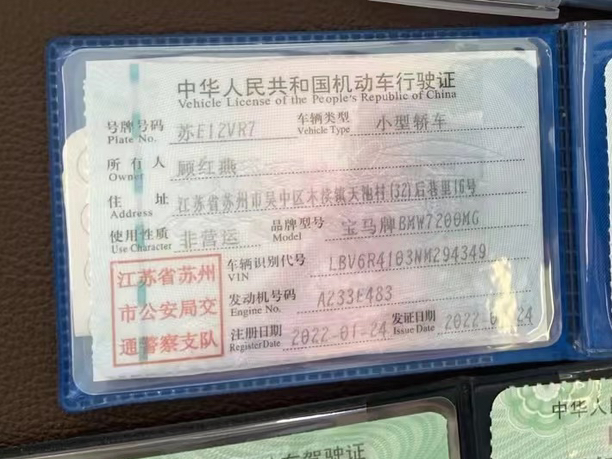 中华人民共和国机动车行驶证
Vehicle License of the People's Republic of China
号牌号码 苏E12VR7 车辆类型 小型轿车
Plate No. Vehicle Type
所有人 顾红燕
Owner
住址 江苏省苏州市吴中区木渎镇天池村(32)后巷里16号
Address
使用性质 非营运 品牌型号 宝马牌BMW7200MG
Use Character Model
江苏省苏州
市公安局交
通警察支队
车辆识别代号 LBV6R4103NM294349
VIN
发动机号码 A233E483
Engine No.
注册日期 2022-01-24 发证日期 2022-01-24
Register Date Issue Date
中华人
驾驶证